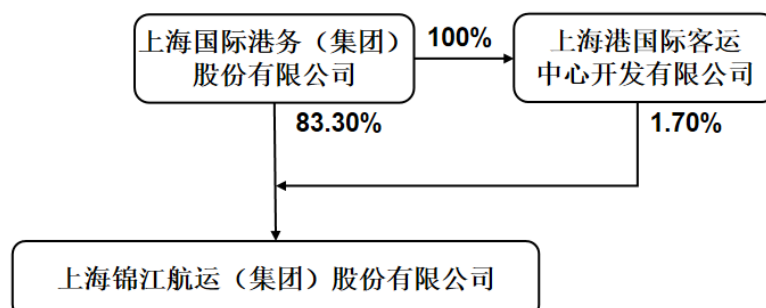 上海国际港务（集团）
股份有限公司
100%
上海港国际客运
中心开发有限公司
83.30%
1.70%
上海锦江航运（集团）股份有限公司